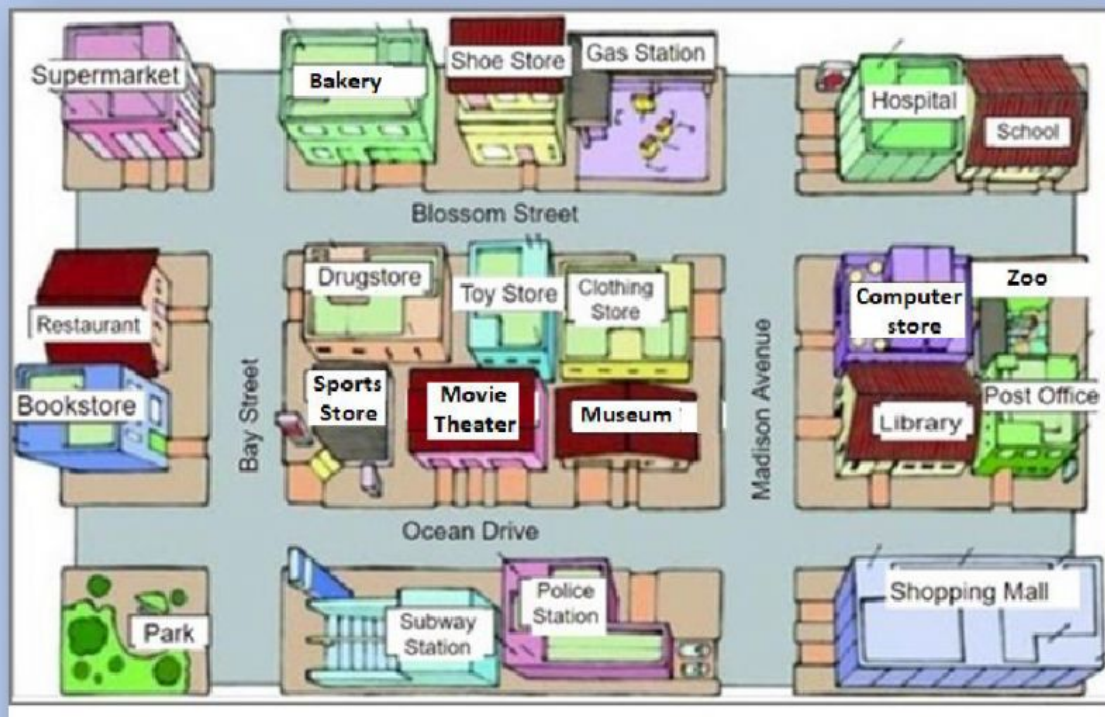 Supermarket
Bakery
Shoe Store
Gas Station
Hospital
School
Blossom Street
Restaurant
Drugstore
Toy Store
Clothing
Store
Computer
store
Zoo
Bookstore
Bay Street
Sports
Store
Movie
Theater
Museum
Madison Avenue
Library
Post Office
Ocean Drive
Park
Subway
Station
Police
Station
Shopping Mall